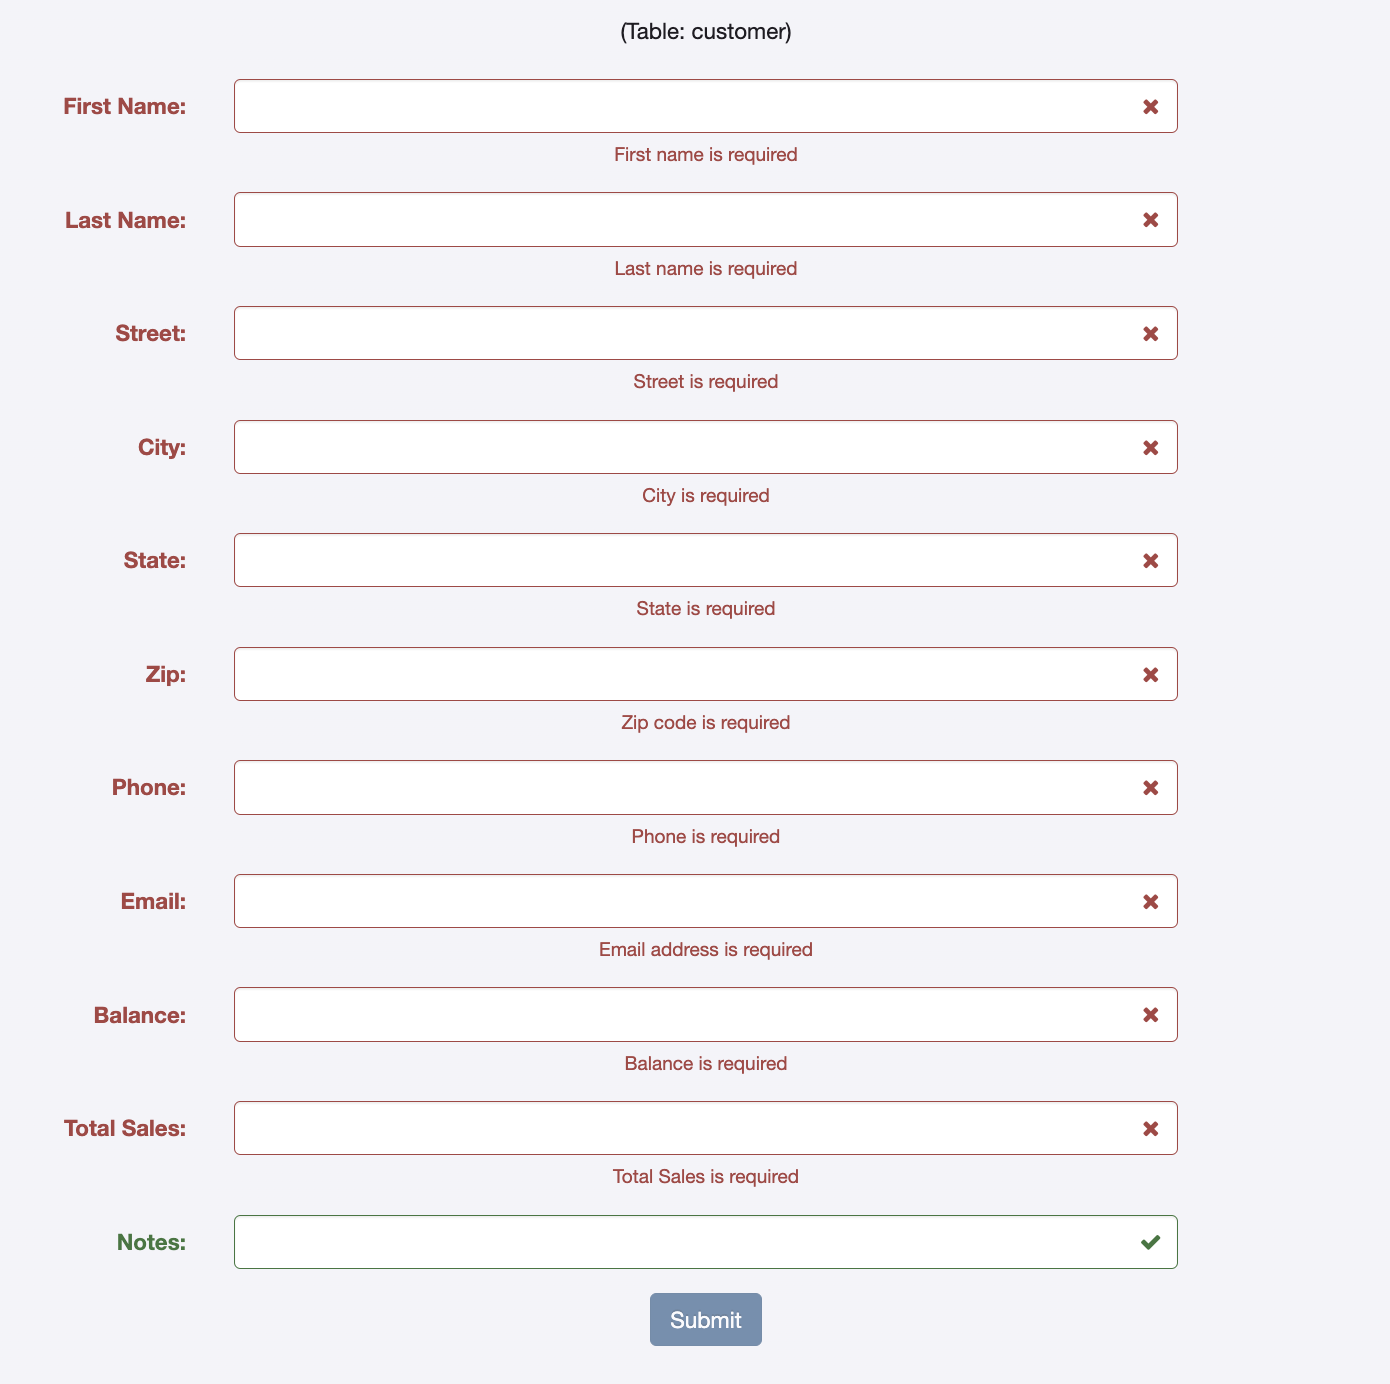 (Table: customer)
First Name:
First name is required
Last Name:
Last name is required
Street:
Street is required
City:
City is required
State:
State is required
Zip:
Zip code is required
Phone:
Phone is required
Email:
Email address is required
Balance:
Balance is required
Total Sales:
Total Sales is required
Notes:
Submit